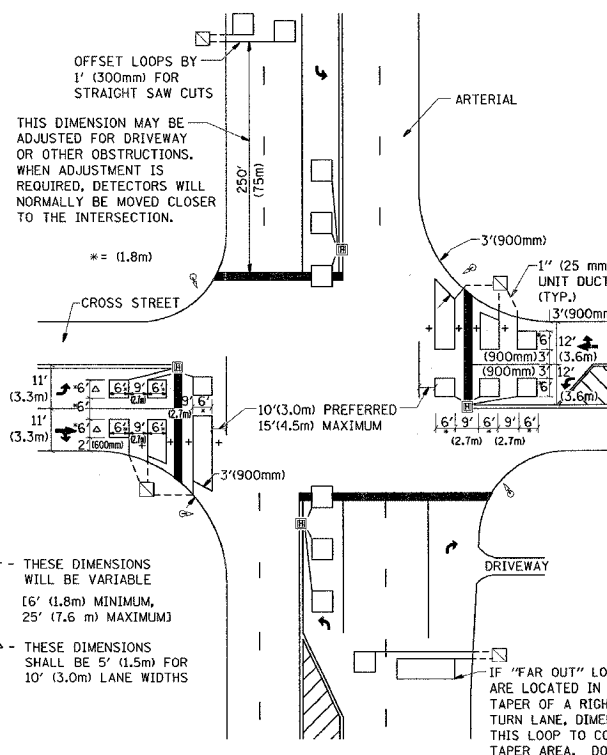 OFFSET LOOPS BY
1' (300mm) FOR
STRAIGHT SAW CUTS
ARTERIAL
THIS DIMENSION MAY BE
ADJUSTED FOR DRIVEWAY
OR OTHER OBSTRUCTIONS.
WHEN ADJUSTMENT IS
REQUIRED, DETECTORS WILL
NORMALLY BE MOVED CLOSER
TO THE INTERSECTION.
250'
(75m)
*= (1.8m)
3'(900mm)
1" (25 mm
UNIT DUCT
(TYP.)
3'(900mm
CROSS STREET
*6'
12'
(3.6m)
(900mm) 3'
(900mm) 3'
*6'
12'
(3.6m)
11'
(3.3m)
*6'
6' 9' 6'
(2.7m)
9' 6'
*6'
(2.7m) *
11'
(3.3m)
*6'
6' 9' 6'
(2.7m)
2' (600mm)
10'(3.0m) PREFERRED
15'(4.5m) MAXIMUM
6' 9' 6' 9' 6'
* (2.7m) * (2.7m) *
3'(900mm)
- THESE DIMENSIONS
WILL BE VARIABLE
[6' (1.8m) MINIMUM,
25' (7.6 m) MAXIMUM]
DRIVEWAY
- THESE DIMENSIONS
SHALL BE 5' (1.5m) FOR
10' (3.0m) LANE WIDTHS
IF "FAR OUT" LO
ARE LOCATED IN
TAPER OF A RIGH
TURN LANE, DIME
THIS LOOP TO CO
TAPER AREA. DO